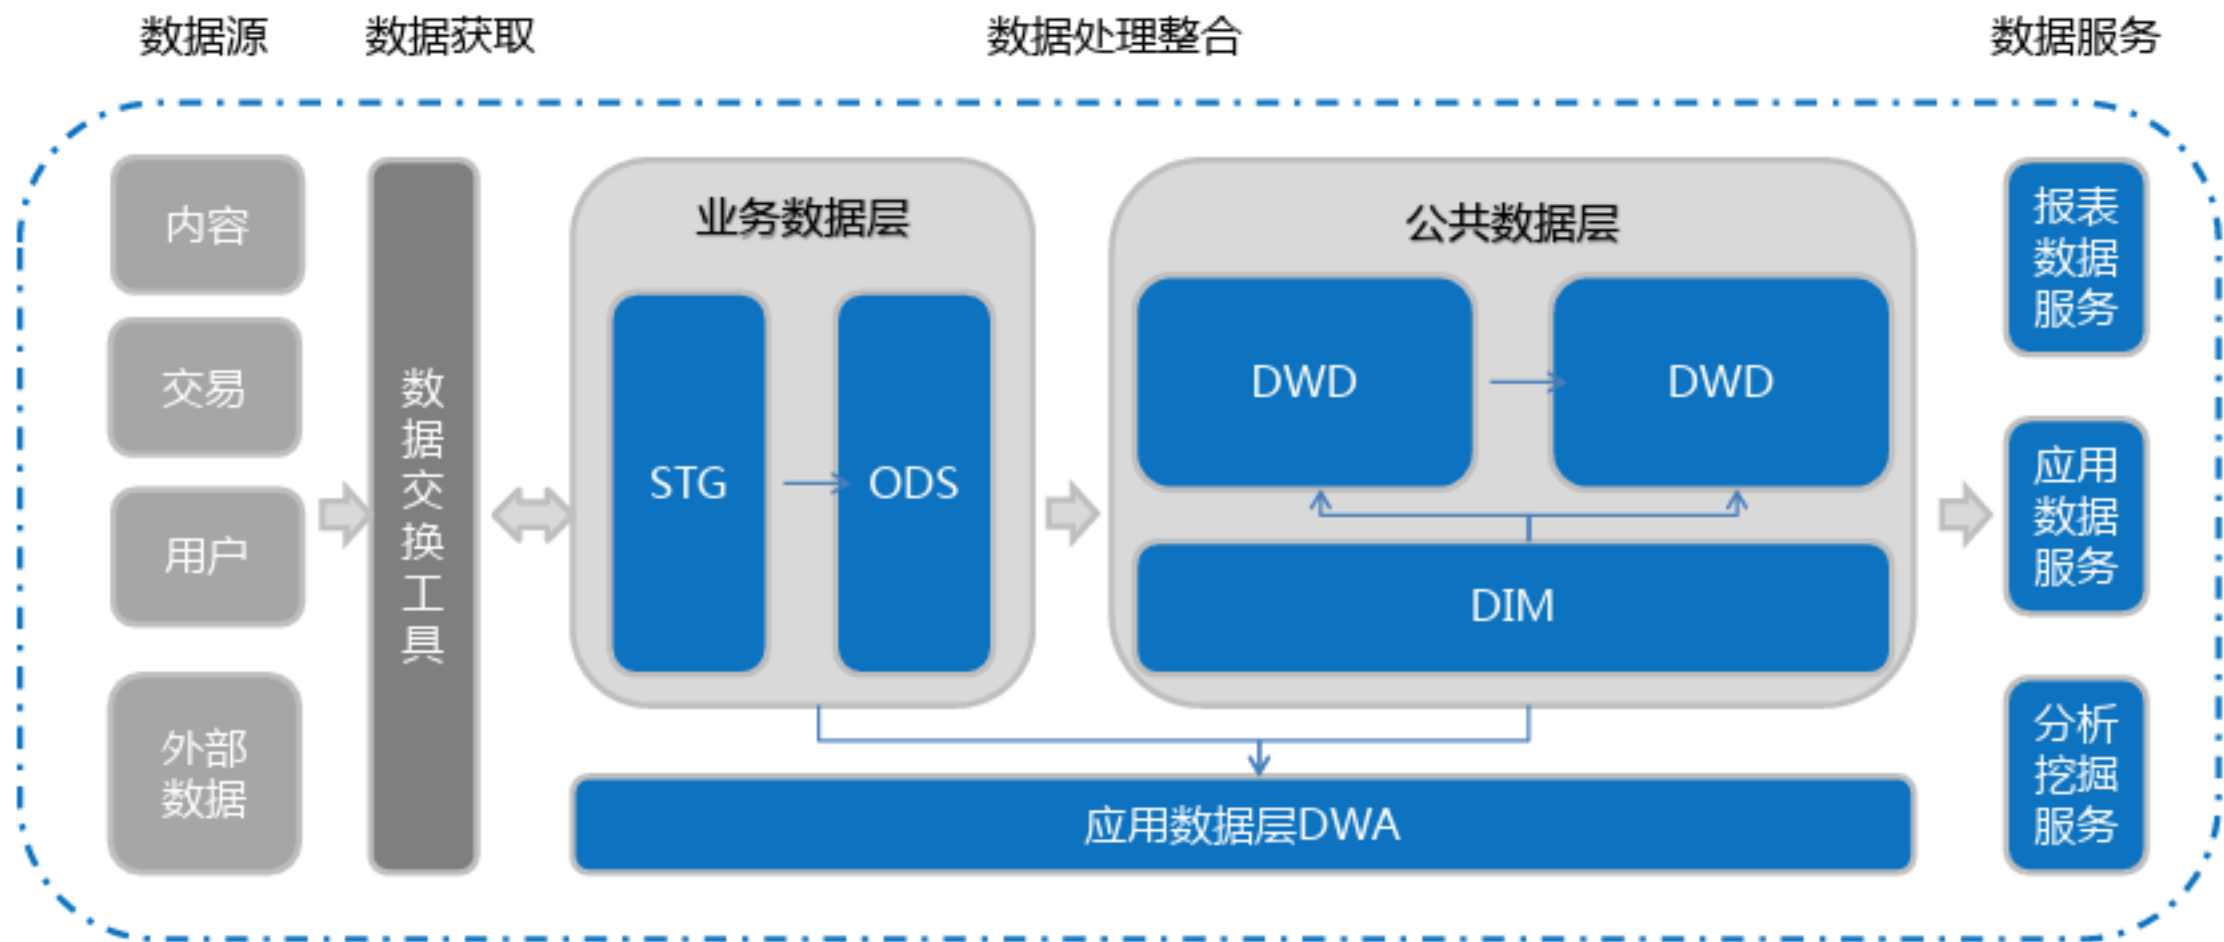 数据源
数据获取
数据处理整合
数据服务
内容
交易
用户
外部
数据
数
据
交
换
工
具
业务数据层
STG
ODS
公共数据层
DWD
DWD
DIM
应用数据层DWA
报表
数据
服务
应用
数据
服务
分析
挖掘
服务